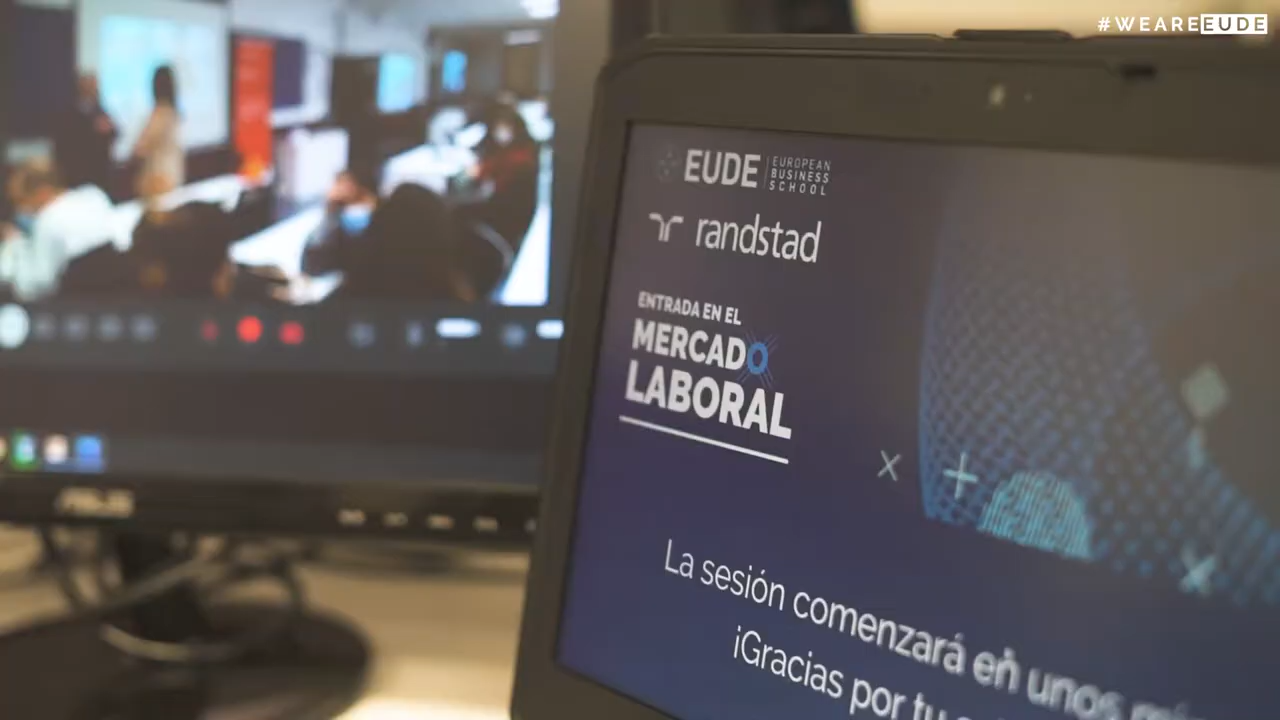 #WEAREEUDE
EUDE
EUROPEAN
BUSINESS
SCHOOL
randstad
ENTRADA EN EL
MERCADO
LABORAL
La sesión comenzará en unos
¡Gracias por tu
ASUS